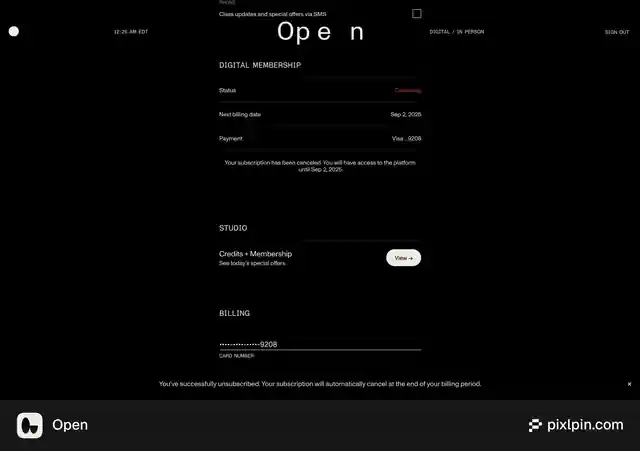 Class updates and special offers via SMS
12:25 AM EDT
Open
DIGITAL / IN PERSON
SIGN OUT
DIGITAL MEMBERSHIP
Status
Next billing date
Sep 2, 2025
Payment
Visa ...9208
Your subscription has been canceled. You will have access to the platform
until Sep 2, 2025.
STUDIO
Credits + Membership
See today's special offers.
View →
BILLING
•••••••••••••••9208
CARD NUMBER
You've successfully unsubscribed. Your subscription will automatically cancel at the end of your billing period.
×
Open
pixlpin.com